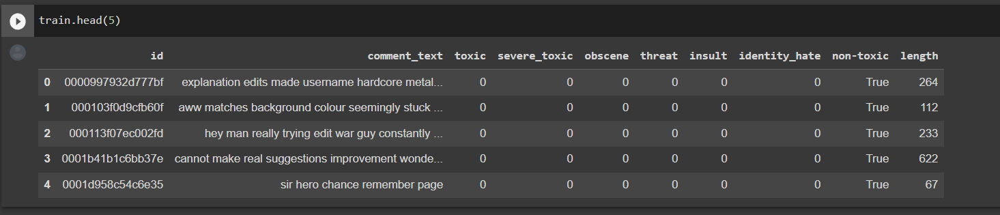 train.head(5)
id comment_text toxic severe_toxic obscene threat insult identity_hate non-toxic length
0 0000997932d777bf explanation edits made username hardcore metal... 0 0 0 0 0 0 True 264
1 000103f0d9cfb60f aww matches background colour seemingly stuck ... 0 0 0 0 0 0 True 112
2 000113f07ec002fd hey man really trying edit war guy constantly ... 0 0 0 0 0 0 True 233
3 0001b41b1c6bb37e cannot make real suggestions improvement wonde... 0 0 0 0 0 0 True 622
4 0001d958c54c6e35 sir hero chance remember page 0 0 0 0 0 0 True 67